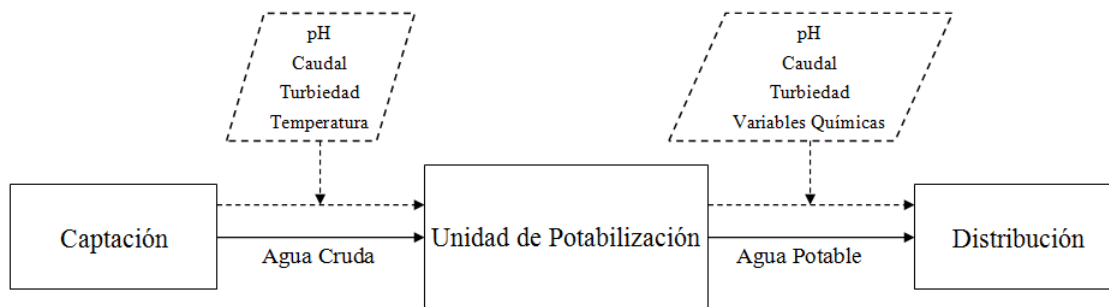 pH
Caudal
Turbiedad
Temperatura
pH
Caudal
Turbiedad
Variables Químicas
Captación
Agua Cruda
Unidad de Potabilización
Agua Potable
Distribución